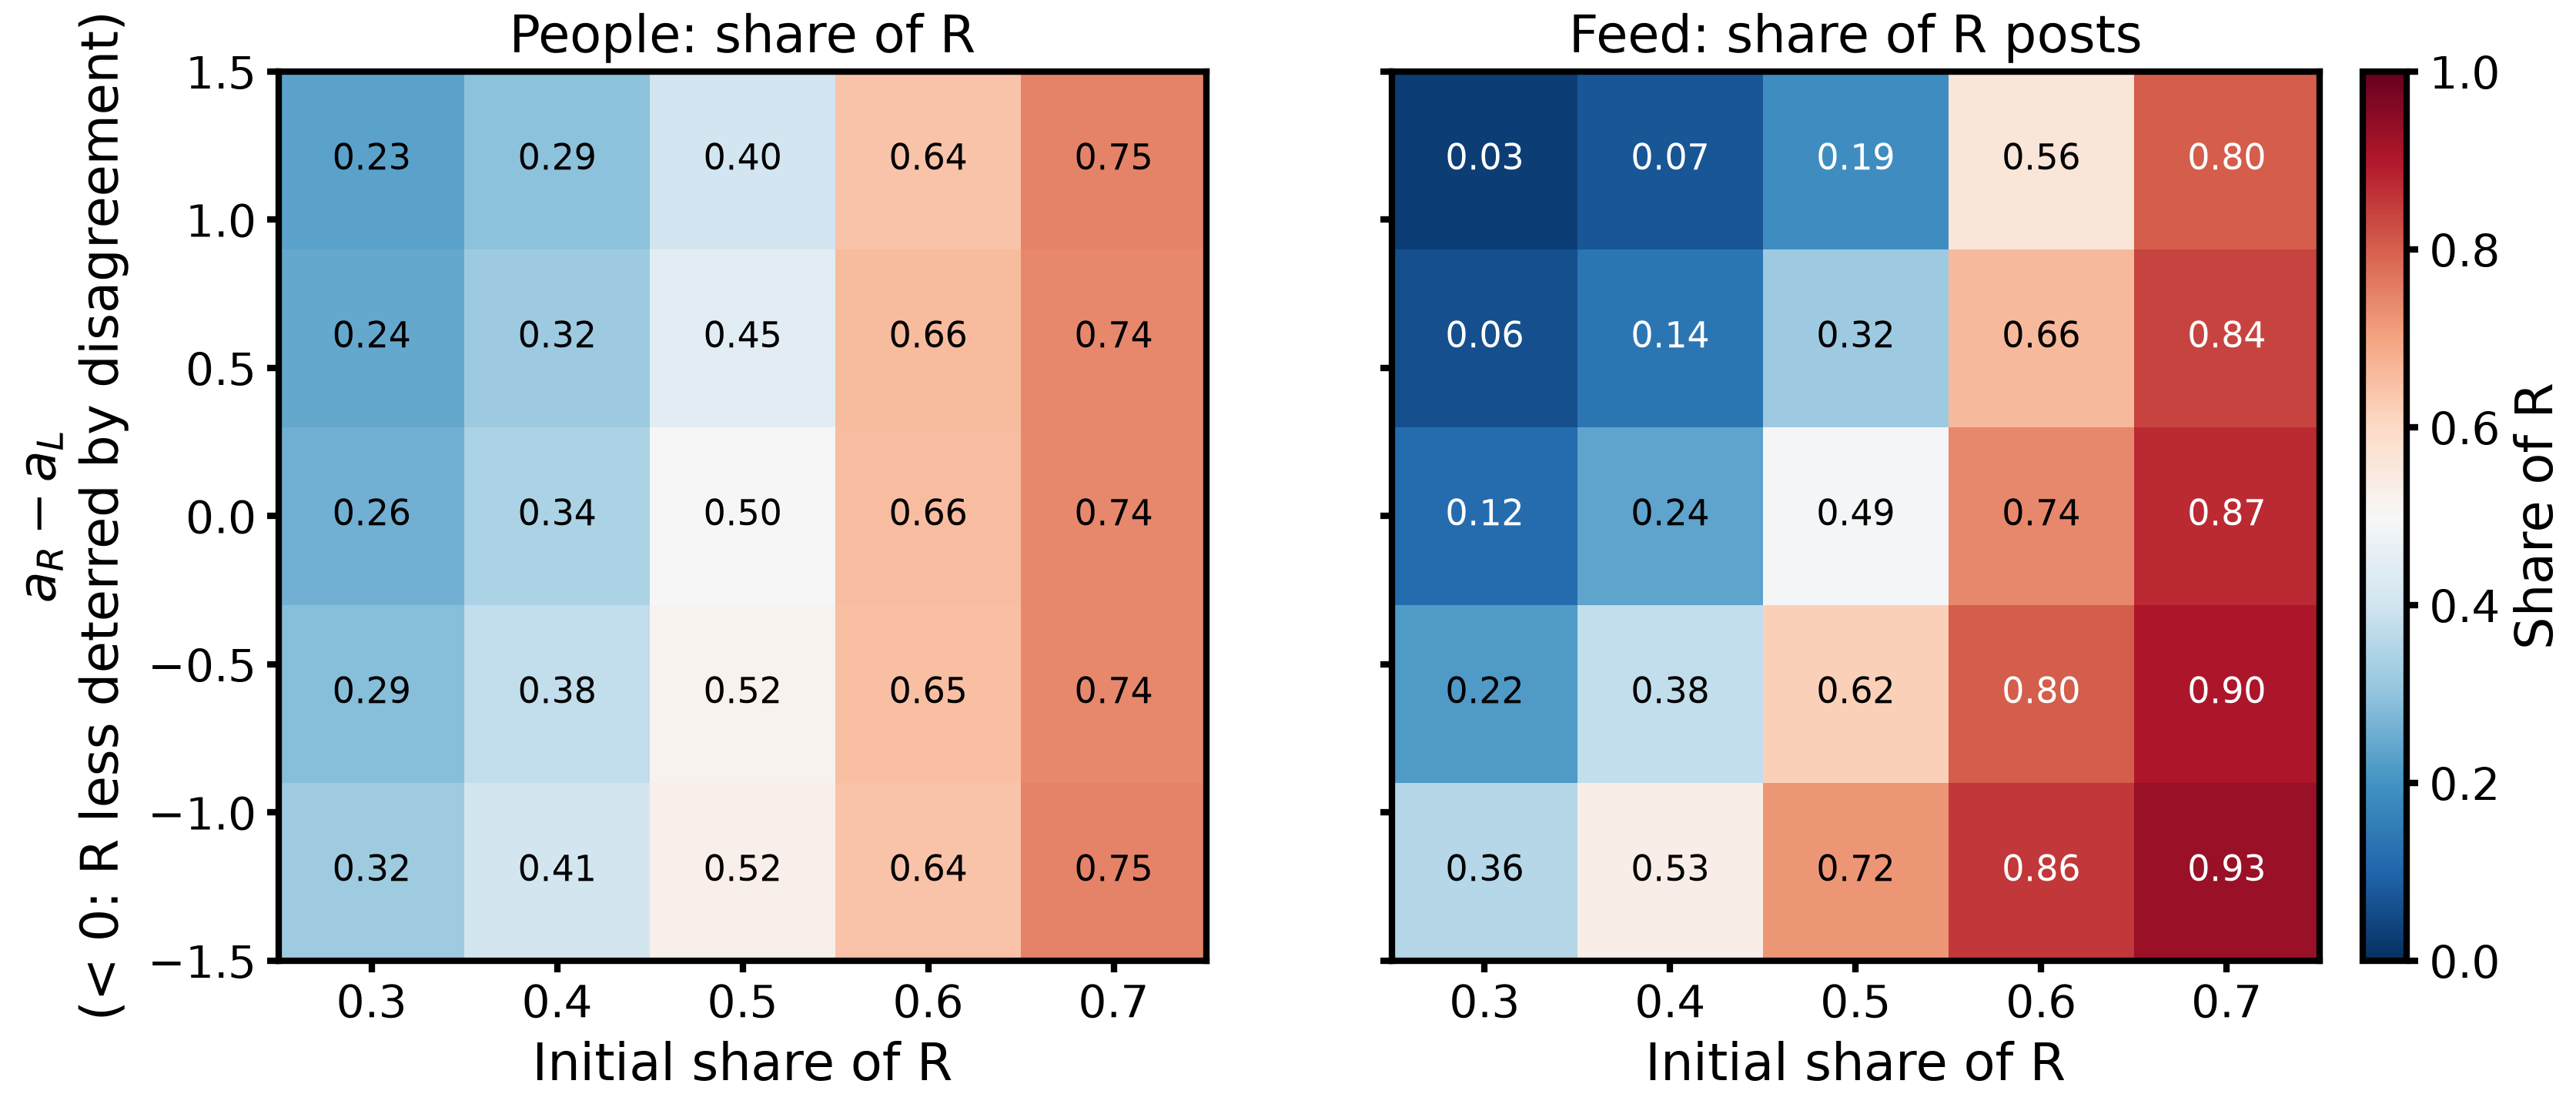 People: share of R
Feed: share of R posts
a_R − a_L
(< 0: R less deterred by disagreement)
1.5
1.0
0.5
0.0
−0.5
−1.0
−1.5
0.23 0.29 0.40 0.64 0.75
0.24 0.32 0.45 0.66 0.74
0.26 0.34 0.50 0.66 0.74
0.29 0.38 0.52 0.65 0.74
0.32 0.41 0.52 0.64 0.75
0.3 0.4 0.5 0.6 0.7
Initial share of R
0.03 0.07 0.19 0.56 0.80
0.06 0.14 0.32 0.66 0.84
0.12 0.24 0.49 0.74 0.87
0.22 0.38 0.62 0.80 0.90
0.36 0.53 0.72 0.86 0.93
0.3 0.4 0.5 0.6 0.7
Initial share of R
1.0
0.8
0.6
0.4
0.2
0.0
Share of R